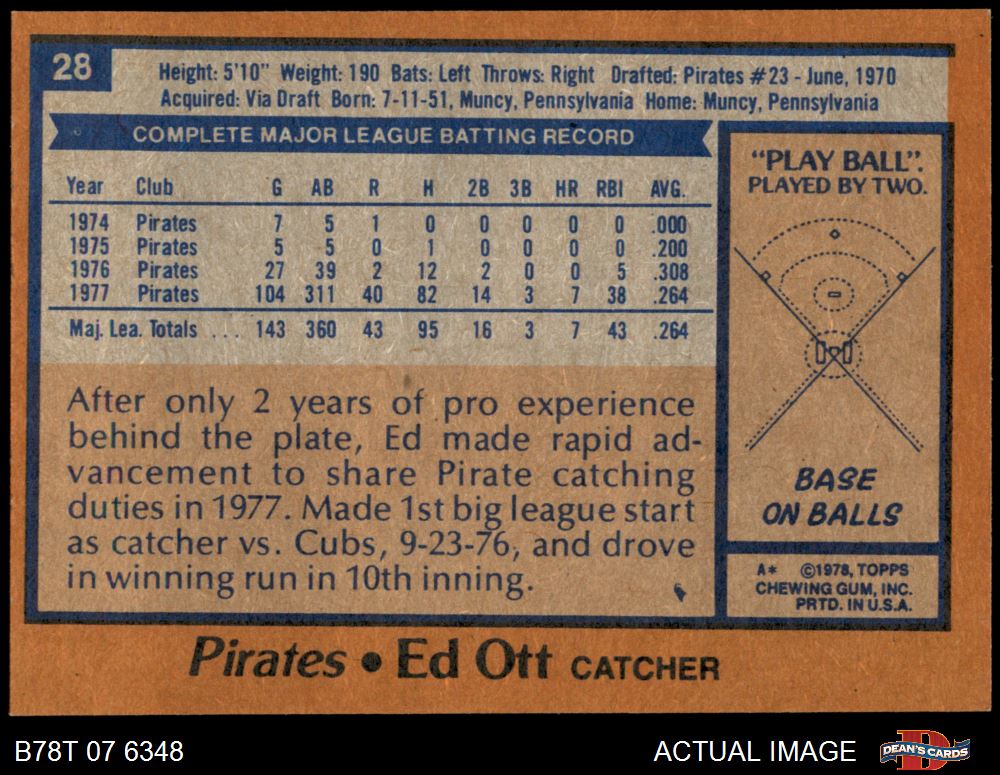 28
Height: 5'10" Weight: 190 Bats: Left Throws: Right Drafted: Pirates #23 - June, 1970
Acquired: Via Draft Born: 7-11-51, Muncy, Pennsylvania Home: Muncy, Pennsylvania
COMPLETE MAJOR LEAGUE BATTING RECORD
Year Club G AB R H 2B 3B HR RBI AVG.
1974 Pirates 7 5 1 0 0 0 0 0 .000
1975 Pirates 5 5 0 1 0 0 0 0 .200
1976 Pirates 27 39 2 12 2 0 0 5 .308
1977 Pirates 104 311 40 82 14 3 7 38 .264
Maj. Lea. Totals . . . 143 360 43 95 16 3 7 43 .264
After only 2 years of pro experience
behind the plate, Ed made rapid ad-
vancement to share Pirate catching
duties in 1977. Made 1st big league start
as catcher vs. Cubs, 9-23-76, and drove
in winning run in 10th inning.
"PLAY BALL".
PLAYED BY TWO.
BASE
ON BALLS
A* ©1978, TOPPS
CHEWING GUM, INC.
PRTD. IN U.S.A.
Pirates • Ed Ott CATCHER
B78T 07 6348
ACTUAL IMAGE
D
DEAN'S CARDS